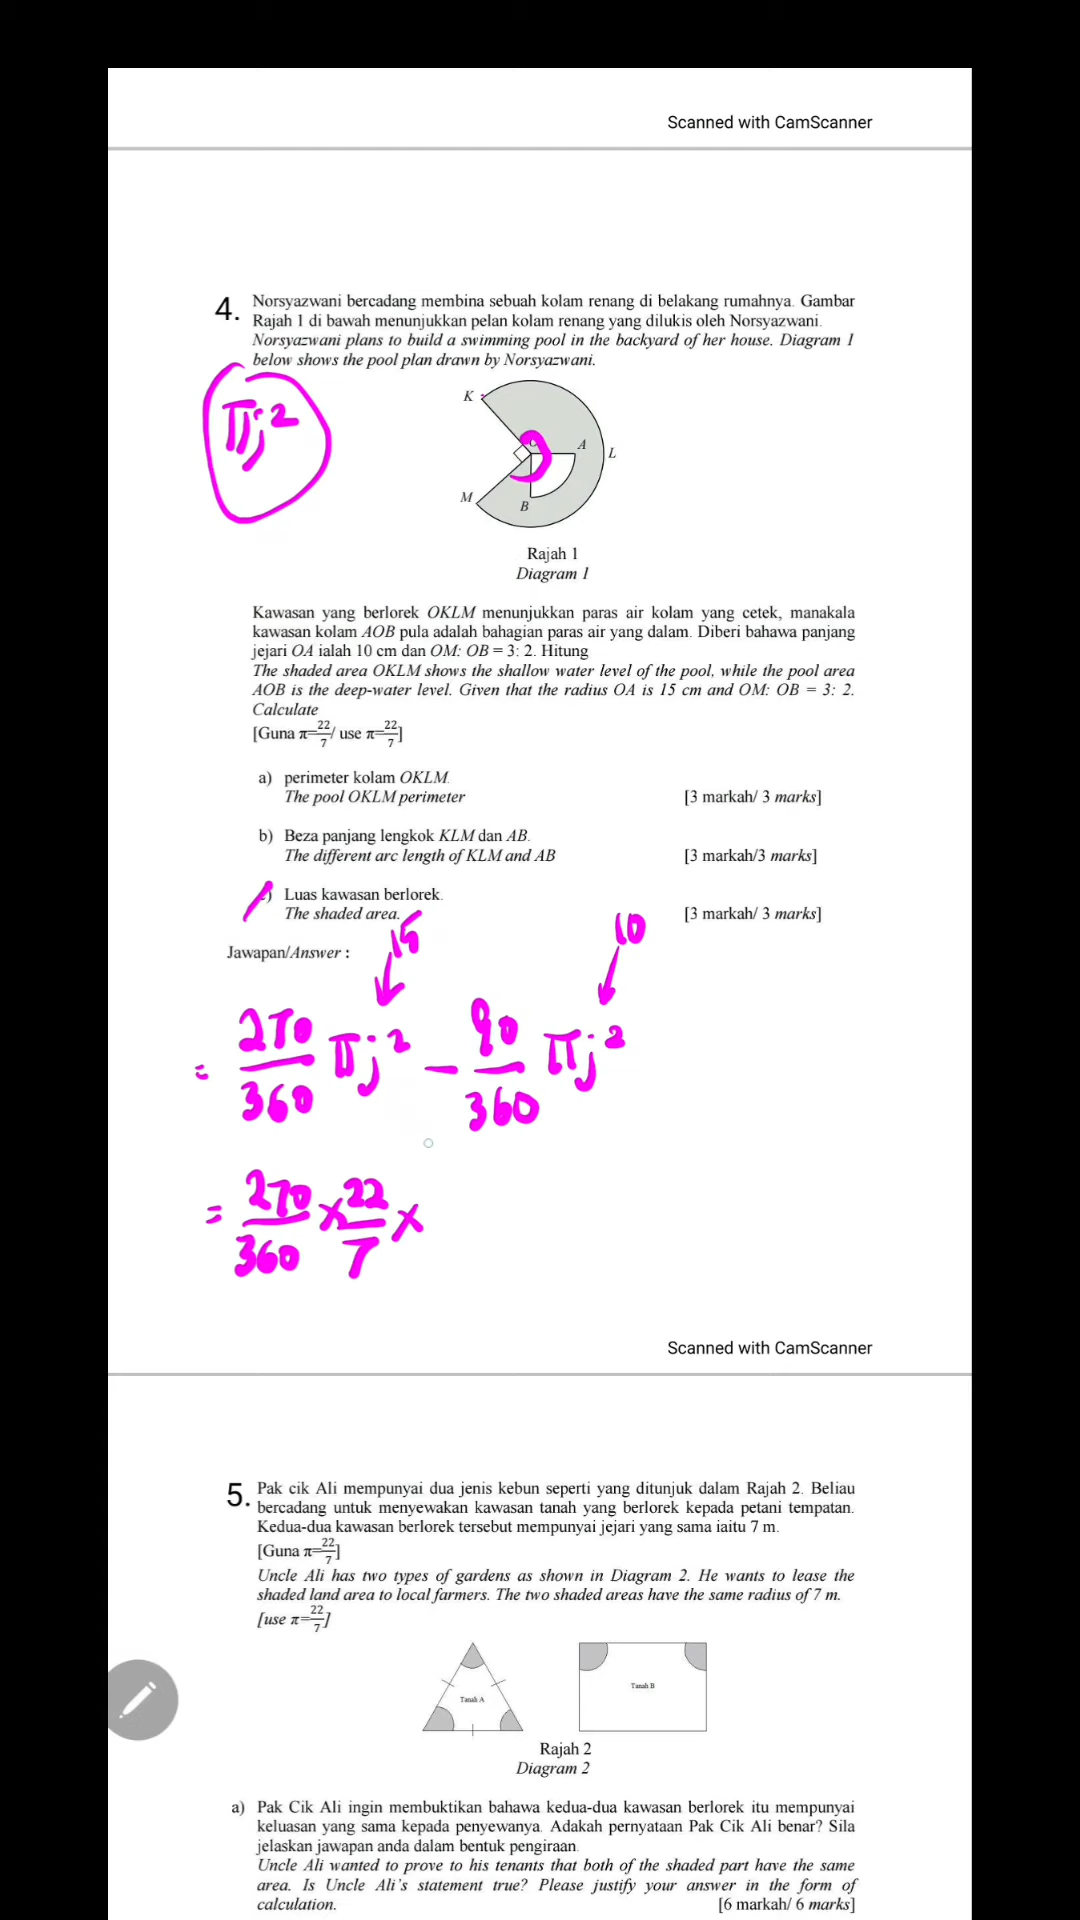 Scanned with CamScanner
4. Norsyazwani bercadang membina sebuah kolam renang di belakang rumahnya. Gambar
Rajah 1 di bawah menunjukkan pelan kolam renang yang dilukis oleh Norsyazwani.
Norsyazwani plans to build a swimming pool in the backyard of her house. Diagram 1
below shows the pool plan drawn by Norsyazwani.
πj²
K
A
L
M
B
Rajah 1
Diagram 1
Kawasan yang berlorek OKLM menunjukkan paras air kolam yang cetek, manakala
kawasan kolam AOB pula adalah bahagian paras air yang dalam. Diberi bahawa panjang
jejari OA ialah 10 cm dan OM: OB = 3: 2. Hitung
The shaded area OKLM shows the shallow water level of the pool, while the pool area
AOB is the deep-water level. Given that the radius OA is 15 cm and OM: OB = 3: 2.
Calculate
[Guna π=22/7/ use π=22/7]
a) perimeter kolam OKLM.
The pool OKLM perimeter [3 markah/ 3 marks]
b) Beza panjang lengkok KLM dan AB.
The different arc length of KLM and AB [3 markah/3 marks]
) Luas kawasan berlorek.
The shaded area. [3 markah/ 3 marks]
Jawapan/Answer :
15 10
= 270/360 πj² - 90/360 πj²
= 270/360 × 22/7 ×
Scanned with CamScanner
5. Pak cik Ali mempunyai dua jenis kebun seperti yang ditunjuk dalam Rajah 2. Beliau
bercadang untuk menyewakan kawasan tanah yang berlorek kepada petani tempatan.
Kedua-dua kawasan berlorek tersebut mempunyai jejari yang sama iaitu 7 m.
[Guna π=22/7]
Uncle Ali has two types of gardens as shown in Diagram 2. He wants to lease the
shaded land area to local farmers. The two shaded areas have the same radius of 7 m.
[use π=22/7]
Tanah A
Tanah B
Rajah 2
Diagram 2
a) Pak Cik Ali ingin membuktikan bahawa kedua-dua kawasan berlorek itu mempunyai
keluasan yang sama kepada penyewanya. Adakah pernyataan Pak Cik Ali benar? Sila
jelaskan jawapan anda dalam bentuk pengiraan.
Uncle Ali wanted to prove to his tenants that both of the shaded part have the same
area. Is Uncle Ali's statement true? Please justify your answer in the form of
calculation. [6 markah/ 6 marks]